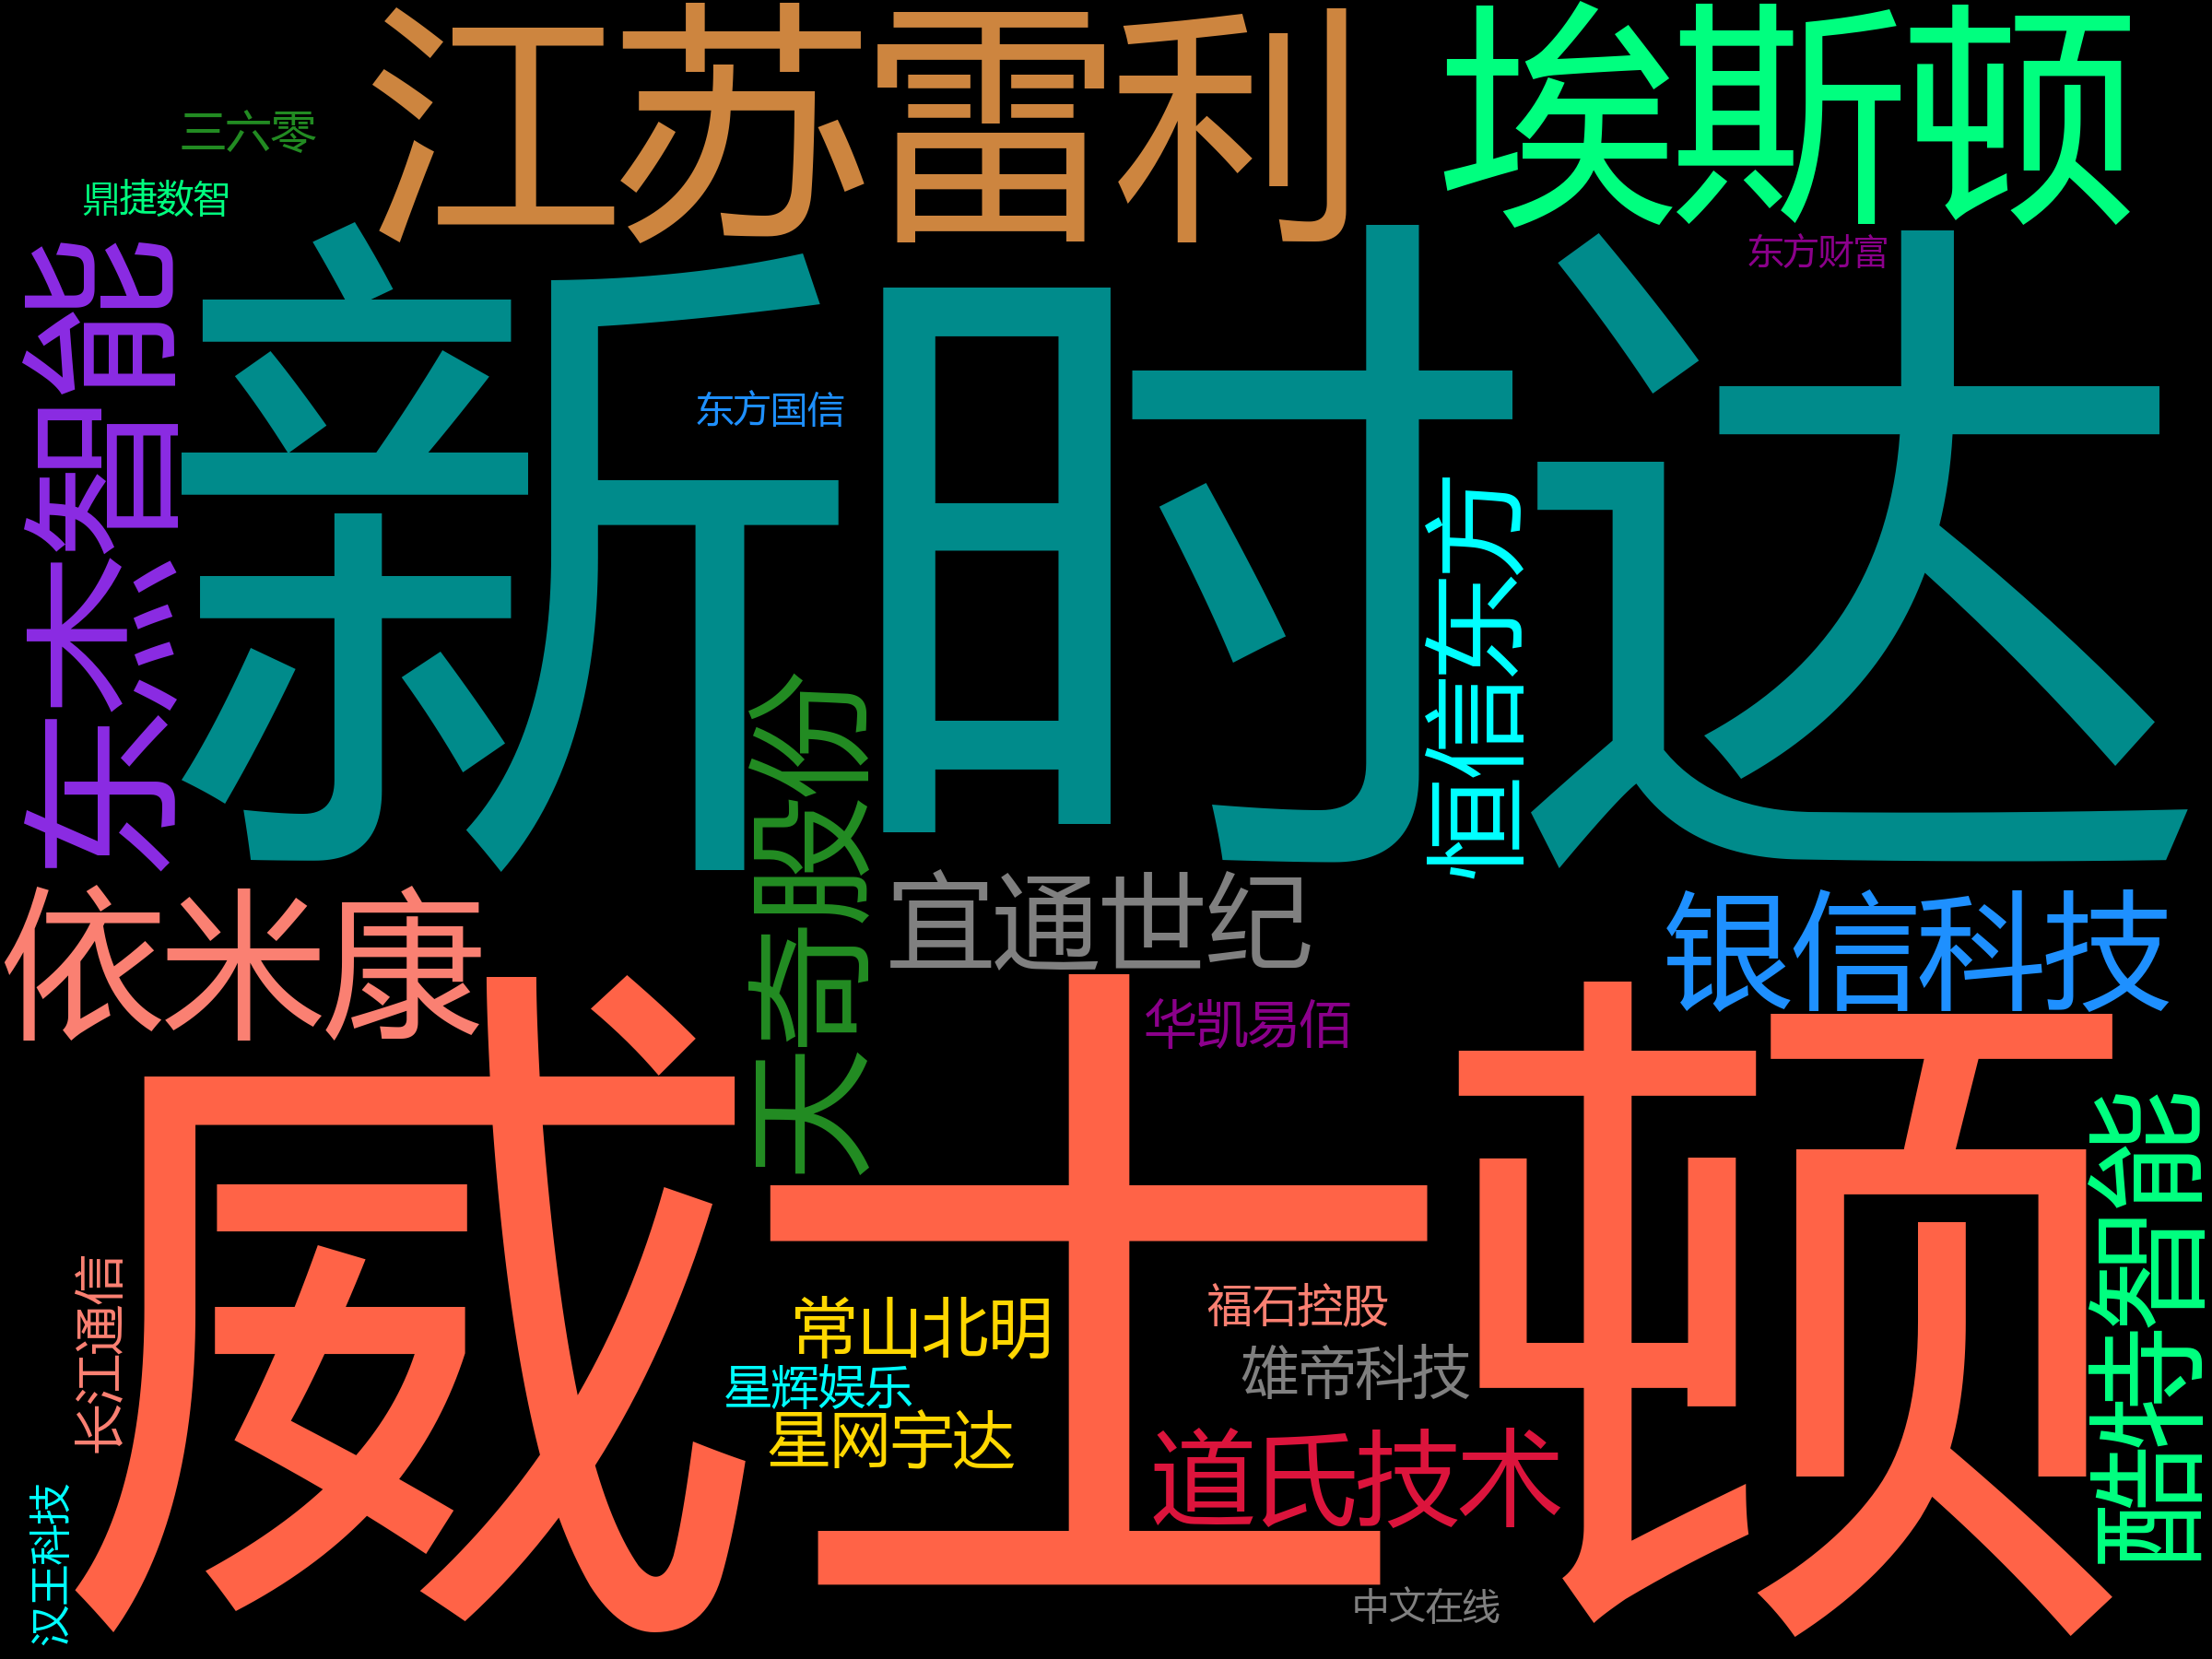 江苏雷利
埃斯顿
三六零
鼎捷数智
东方财富
东杰智能
新时达
东方国信
恒信东方
天奇股份
宜通世纪
依米康
银信科技
华凯易佰
威士顿
酷特智能
长江通信
福石控股
常山北明
雄帝科技
星辉娱乐
星网宇达
道氏技术
汉王科技
中文在线